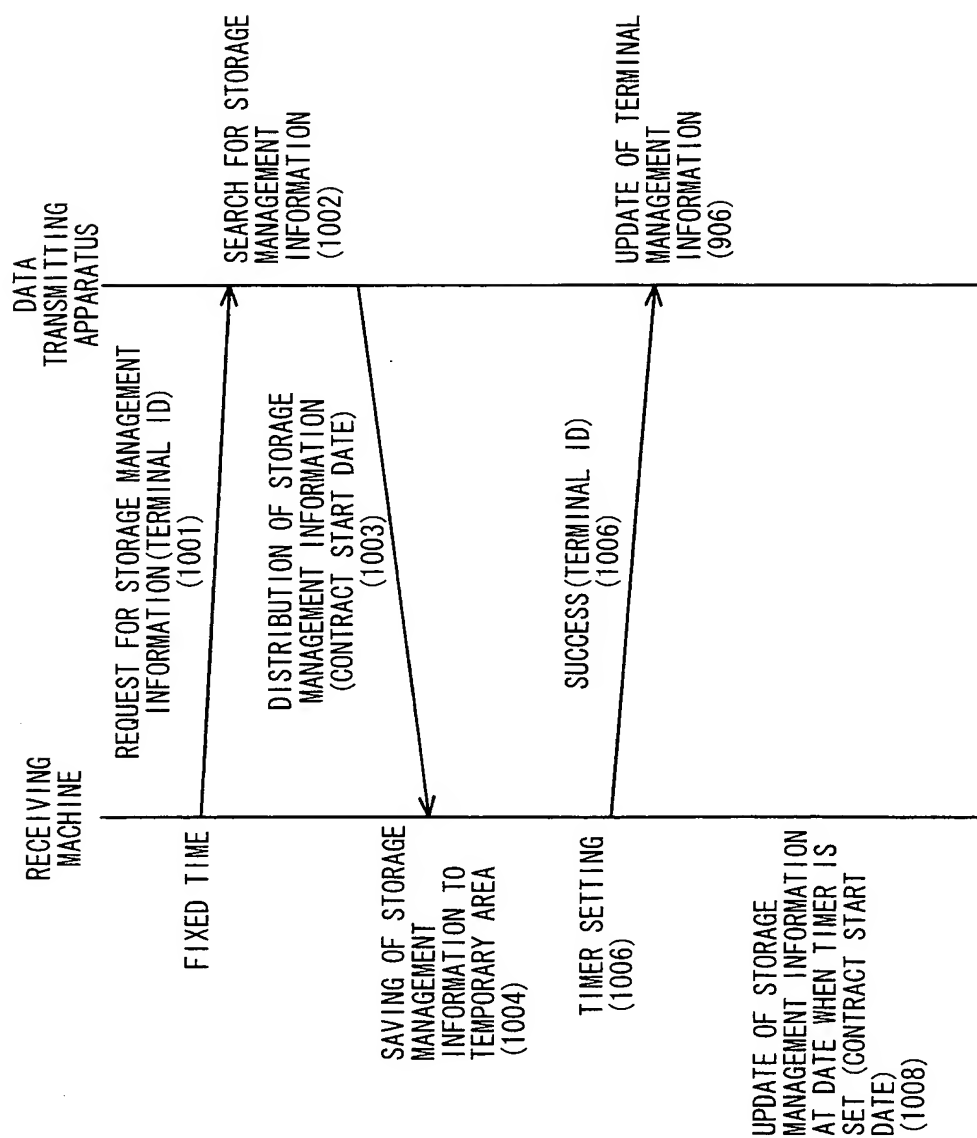 RECEIVING
MACHINE
DATA
TRANSMITTING
APPARATUS
FIXED TIME
REQUEST FOR STORAGE MANAGEMENT
INFORMATION(TERMINAL ID)
(1001)
SEARCH FOR STORAGE
MANAGEMENT
INFORMATION
(1002)
DISTRIBUTION OF STORAGE
MANAGEMENT INFORMATION
(CONTRACT START DATE)
(1003)
SAVING OF STORAGE
MANAGEMENT
INFORMATION TO
TEMPORARY AREA
(1004)
TIMER SETTING
(1006)
SUCCESS(TERMINAL ID)
(1006)
UPDATE OF TERMINAL
MANAGEMENT
INFORMATION
(906)
UPDATE OF STORAGE
MANAGEMENT INFORMATION
AT DATE WHEN TIMER IS
SET (CONTRACT START
DATE)
(1008)